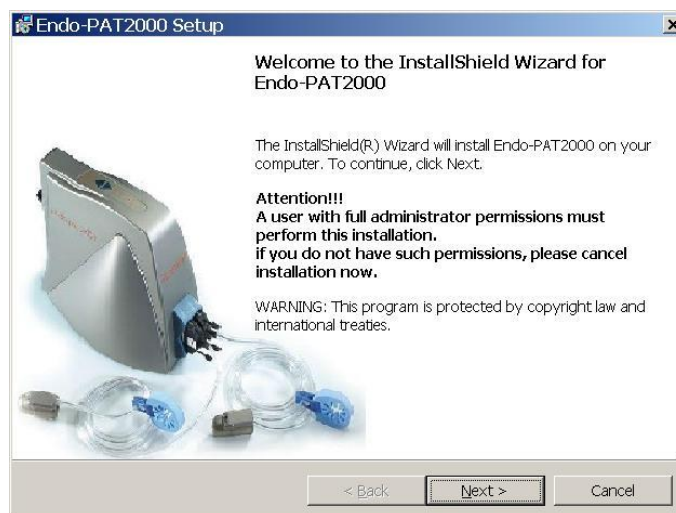 Endo-PAT2000 Setup
Welcome to the InstallShield Wizard for
Endo-PAT2000
The InstallShield(R) Wizard will install Endo-PAT2000 on your
computer. To continue, click Next.
Attention!!!
A user with full administrator permissions must
perform this installation.
if you do not have such permissions, please cancel
installation now.
WARNING: This program is protected by copyright law and
international treaties.
< Back
Next >
Cancel